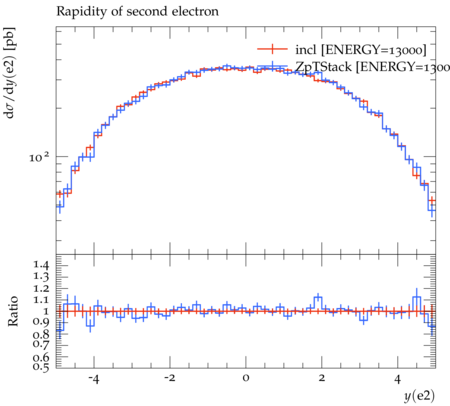 Rapidity of second electron
dσ/dy(e2) [pb]
incl [ENERGY=13000]
ZpTStack [ENERGY=1300
10²
Ratio
1.4
1.3
1.2
1.1
1
0.9
0.8
0.7
0.6
0.5
-4 -2 0 2 4
y(e2)